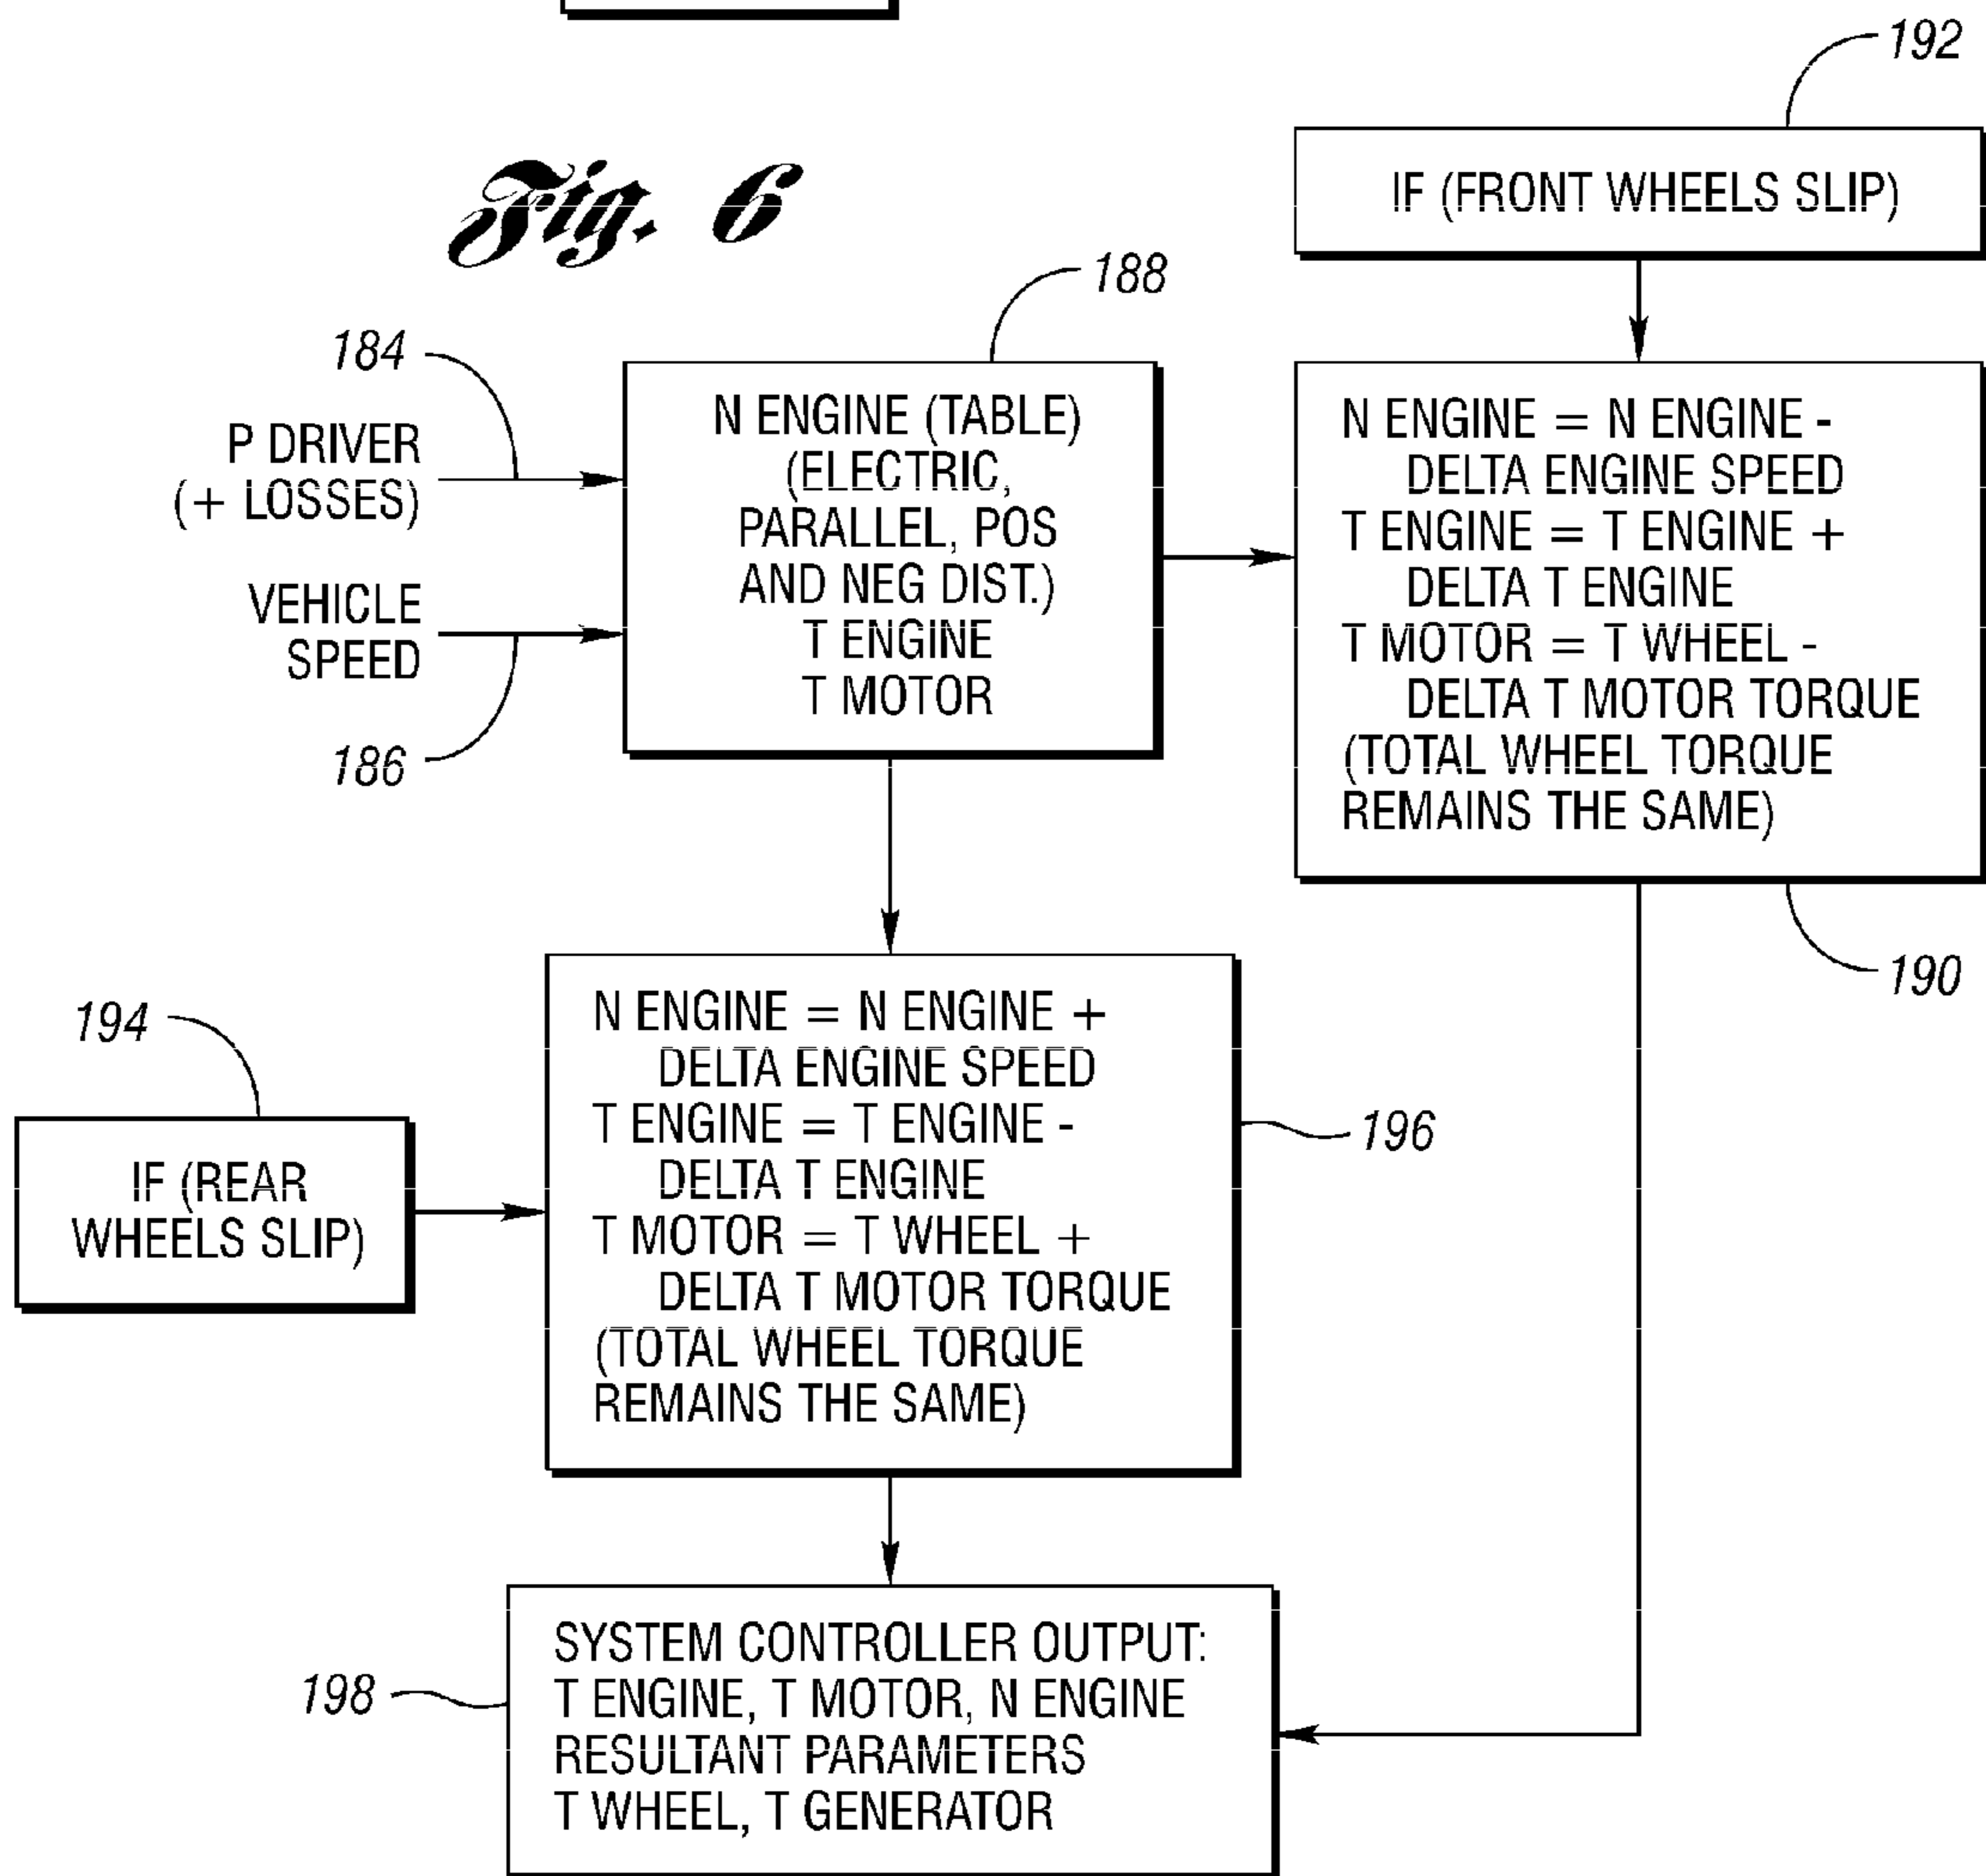 Fig. 6
192
IF (FRONT WHEELS SLIP)
188
184
P DRIVER
(+ LOSSES)
VEHICLE
SPEED
186
N ENGINE (TABLE)
(ELECTRIC,
PARALLEL, POS
AND NEG DIST.)
T ENGINE
T MOTOR
N ENGINE = N ENGINE -
DELTA ENGINE SPEED
T ENGINE = T ENGINE +
DELTA T ENGINE
T MOTOR = T WHEEL -
DELTA T MOTOR TORQUE
(TOTAL WHEEL TORQUE
REMAINS THE SAME)
190
194
IF (REAR
WHEELS SLIP)
N ENGINE = N ENGINE +
DELTA ENGINE SPEED
T ENGINE = T ENGINE -
DELTA T ENGINE
T MOTOR = T WHEEL +
DELTA T MOTOR TORQUE
(TOTAL WHEEL TORQUE
REMAINS THE SAME)
196
198
SYSTEM CONTROLLER OUTPUT:
T ENGINE, T MOTOR, N ENGINE
RESULTANT PARAMETERS
T WHEEL, T GENERATOR